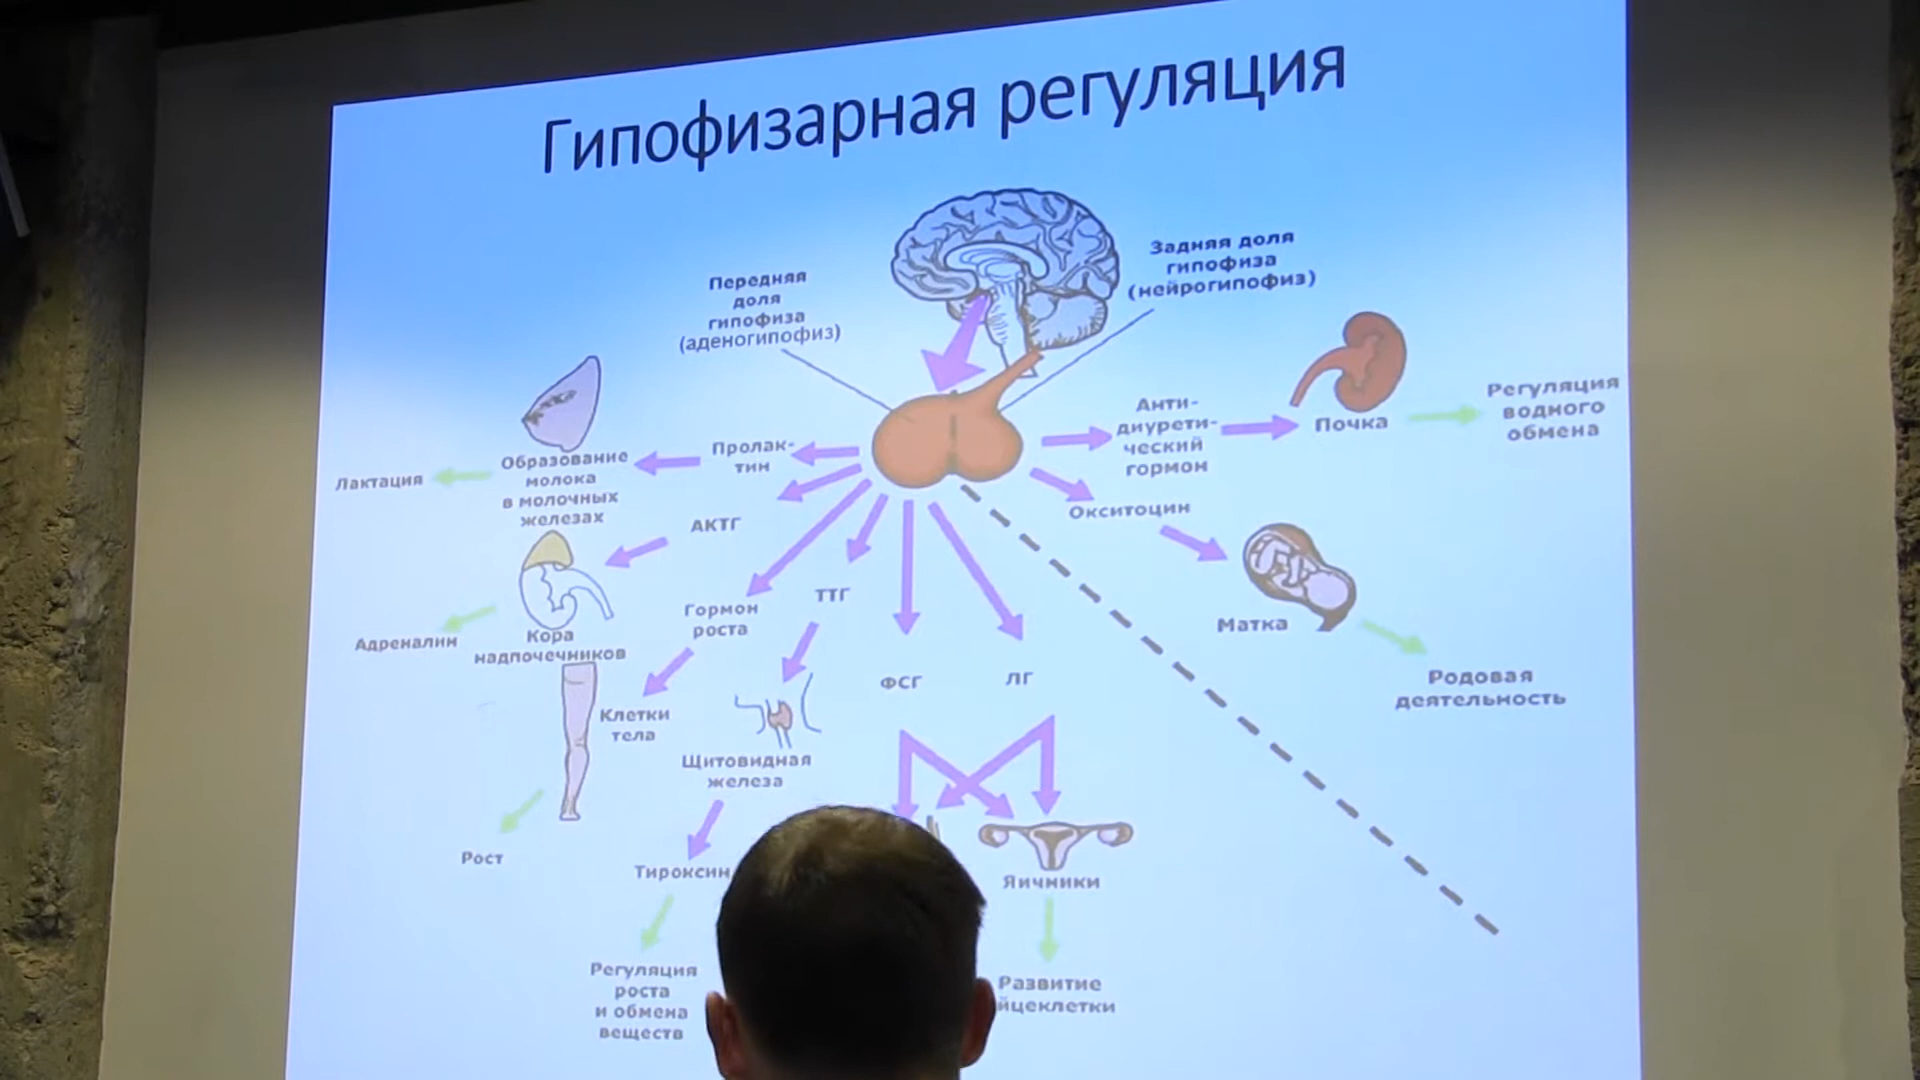 Гипофизарная регуляция
Передняя
доля
гипофиза
(аденогипофиз)
Задняя доля
гипофиза
(нейрогипофиз)
Пролак-
тин
Образование
молока
в молочных
железах
Лактация
АКТГ
Кора
надпочечников
Адреналин
Гормон
роста
Клетки
тела
Рост
ТТГ
Щитовидная
железа
Тироксин
Регуляция
роста
и обмена
веществ
ФСГ
ЛГ
Яичники
Развитие
Анти-
диурети-
ческий
гормон
Почка
Регуляция
водного
обмена
Окситоцин
Матка
Родовая
деятельность